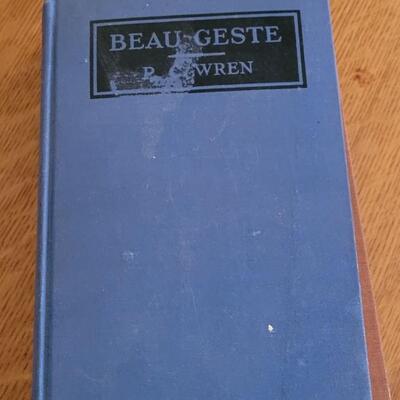 BEAU GESTE
P. C. WREN